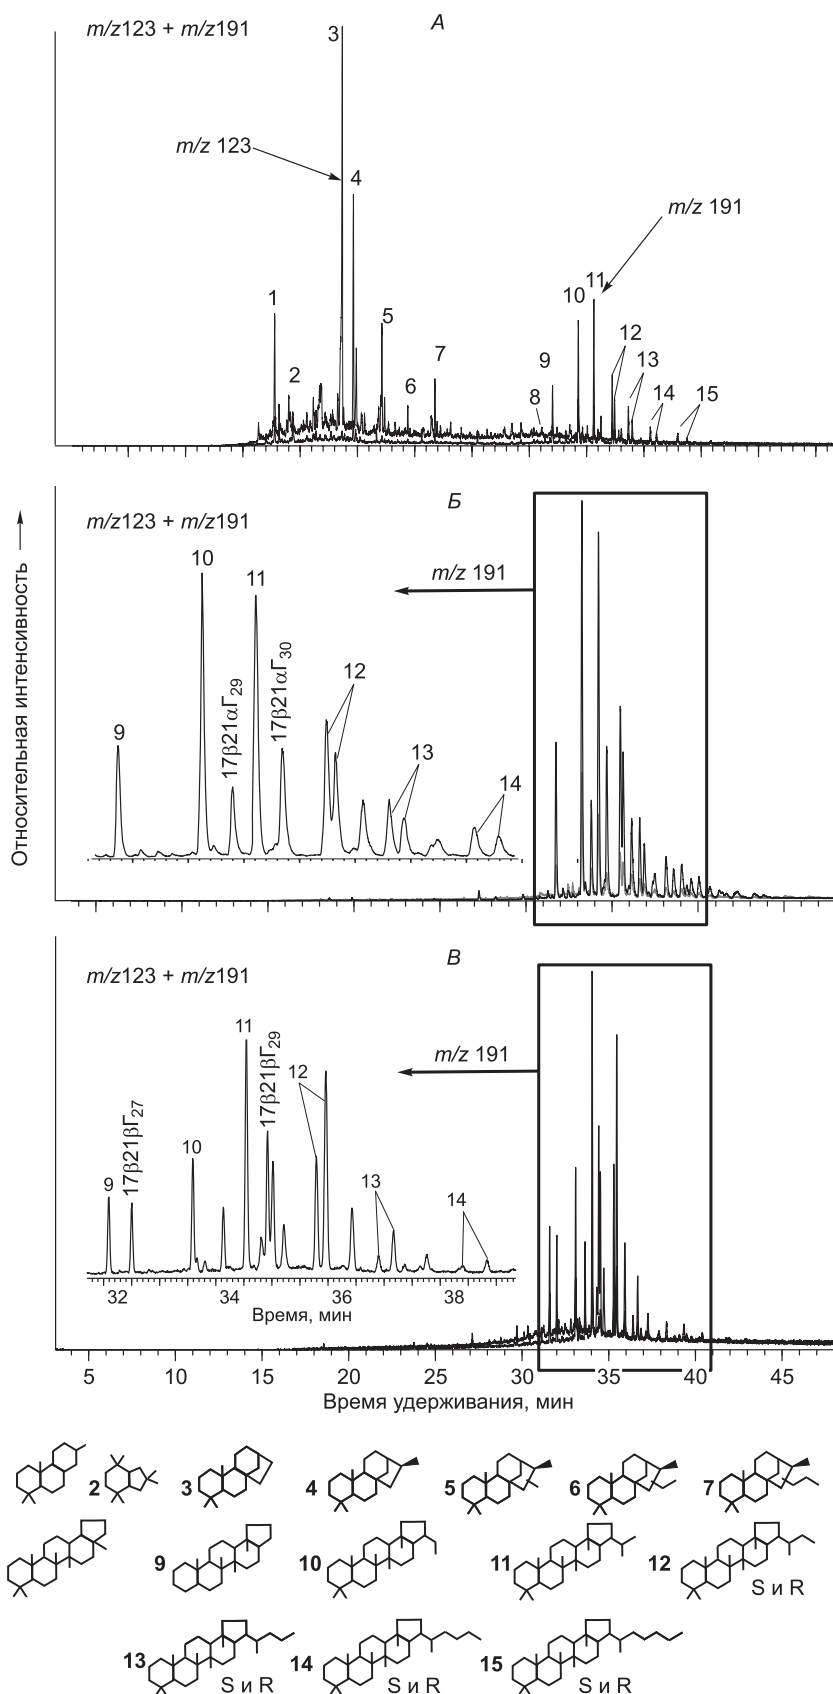 m/z123 + m/z191
А
3
m/z 123
4
m/z 191
1
10
11
5
12
2
7
9
13
6
8
14
15
Относительная интенсивность
m/z123 + m/z191
Б
10
m/z 191
11
17β21αГ29
17β21αГ30
12
9
13
14
m/z123 + m/z191
В
11
17β21βГ29
m/z 191
12
17β21βГ27
10
9
13
14
32 34 36 38
Время, мин
5 10 15 20 25 30 35 40 45
Время удерживания, мин
2 3 4 5 6 7
9 10 11 12
S и R
13 14 15
S и R S и R S и R